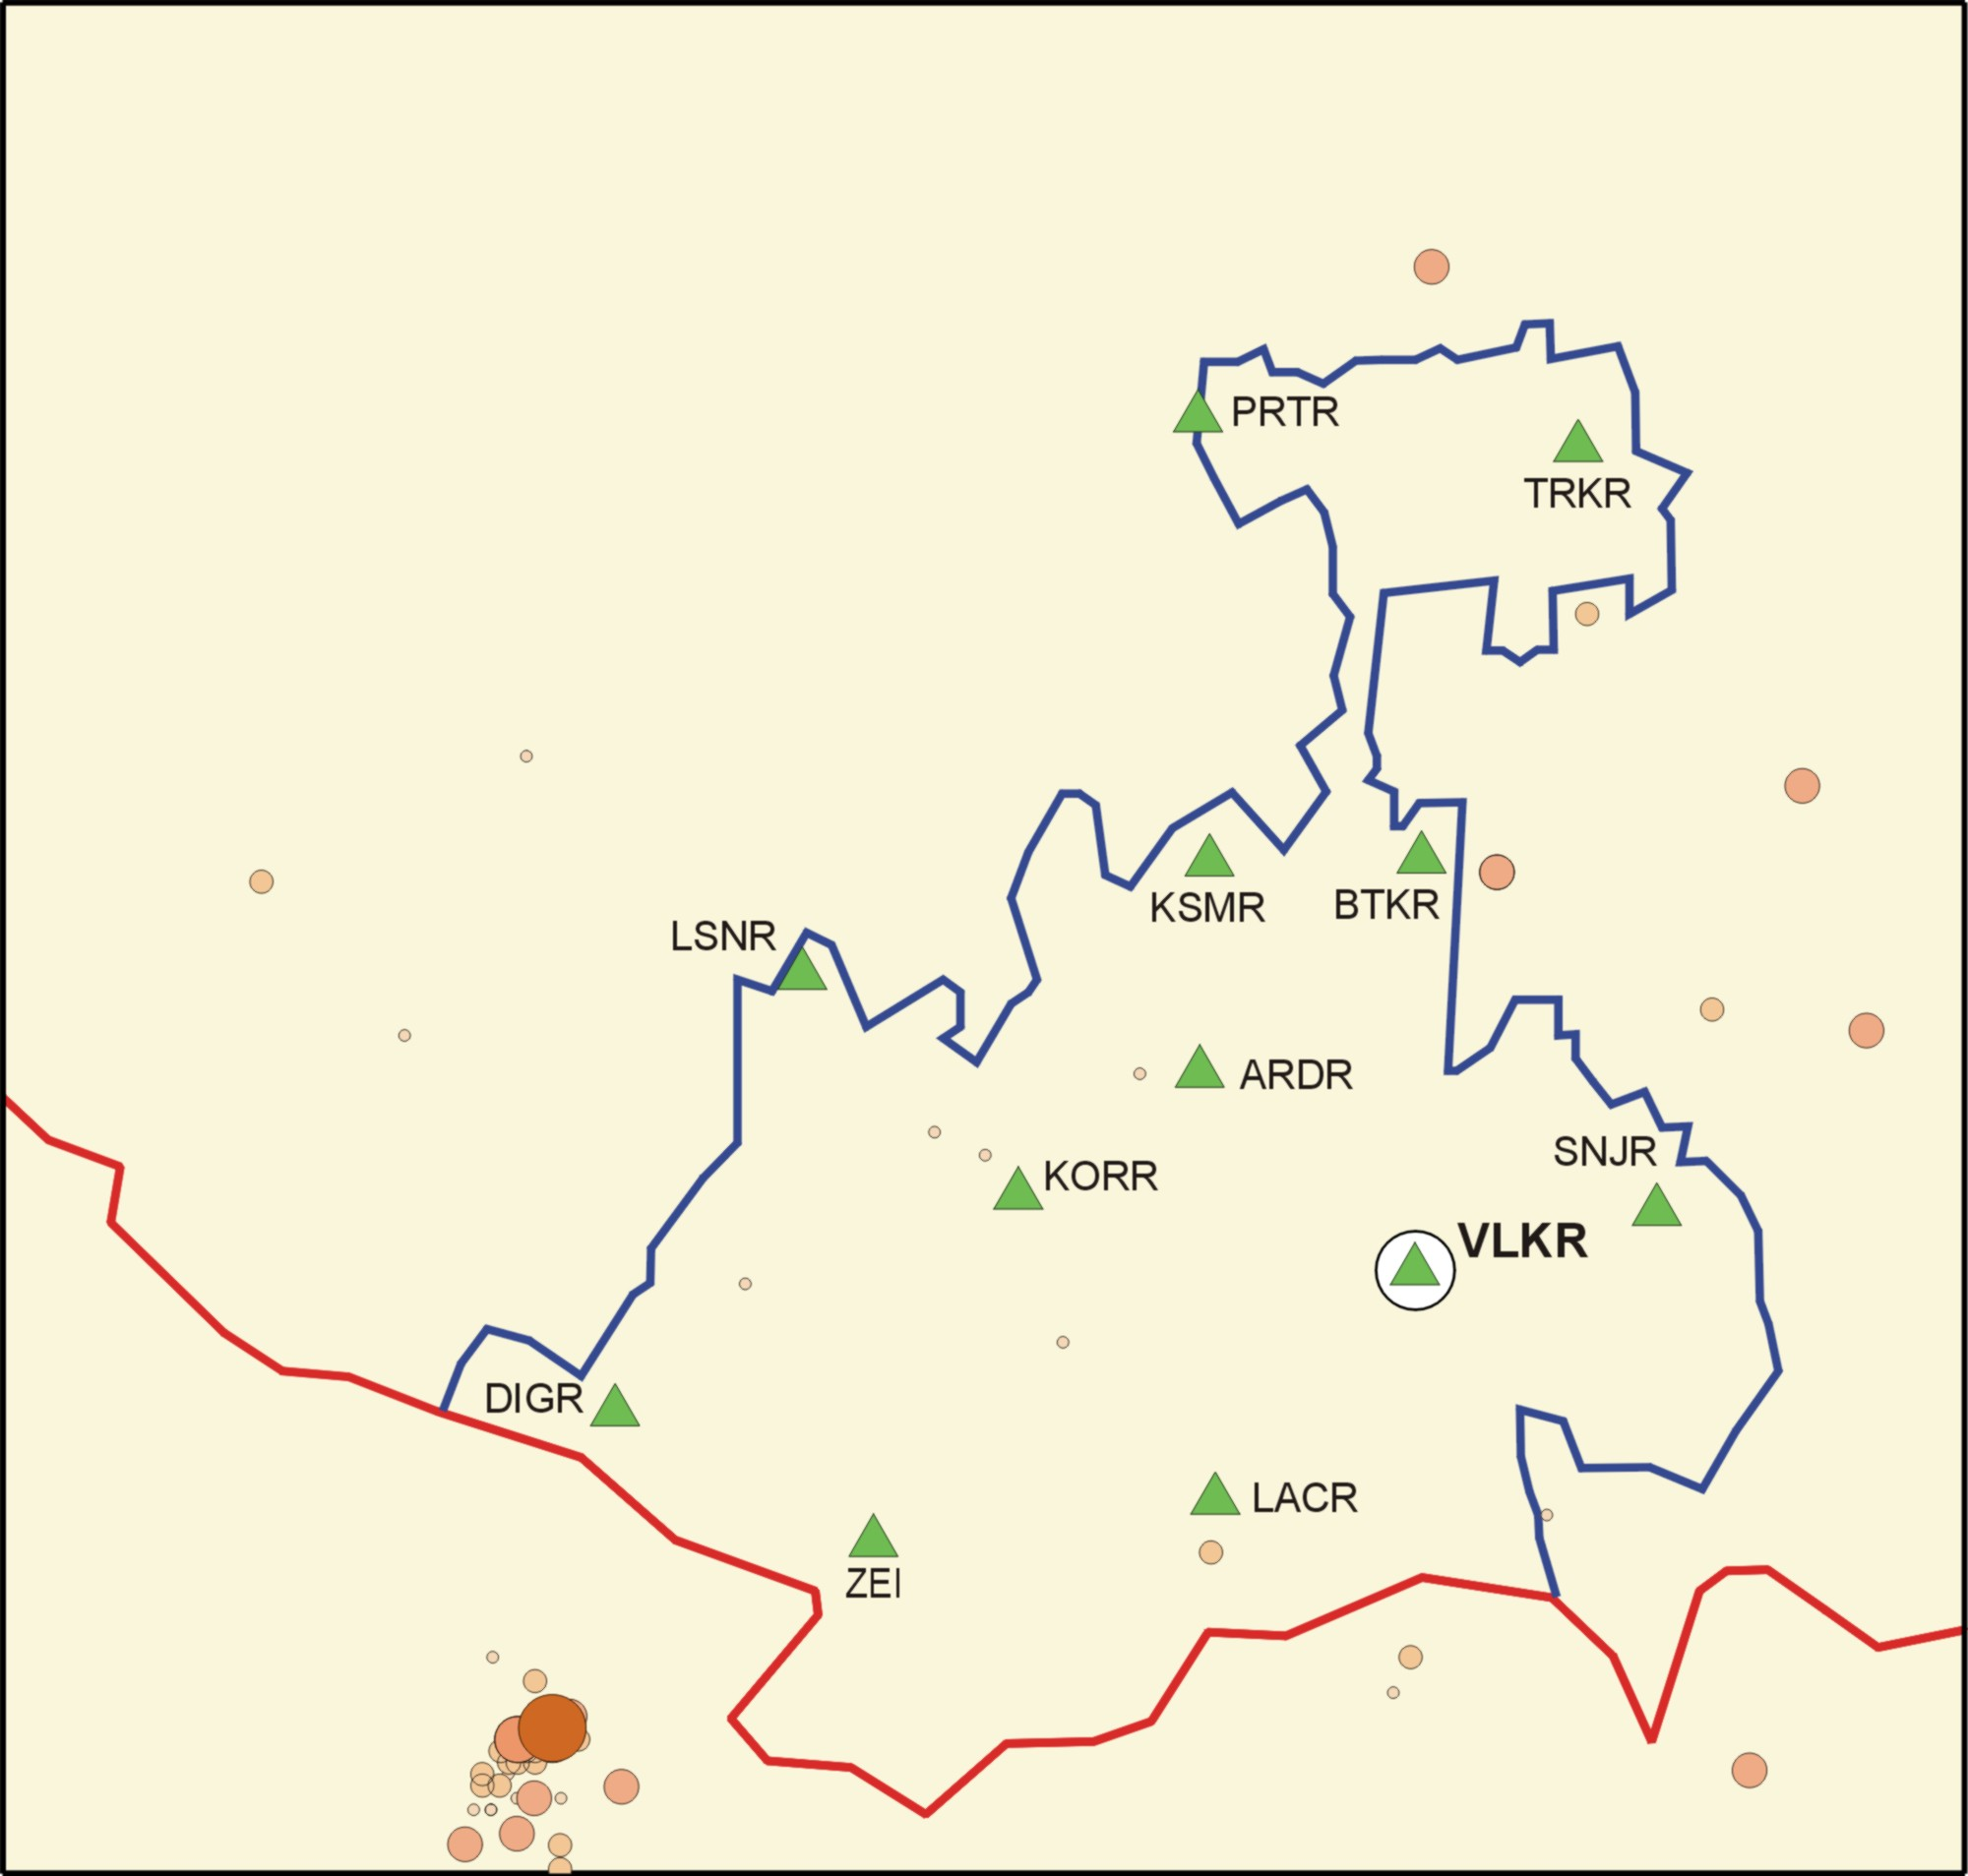 PRTR
TRKR
KSMR
BTKR
LSNR
ARDR
KORR
SNJR
VLKR
DIGR
LACR
ZEI